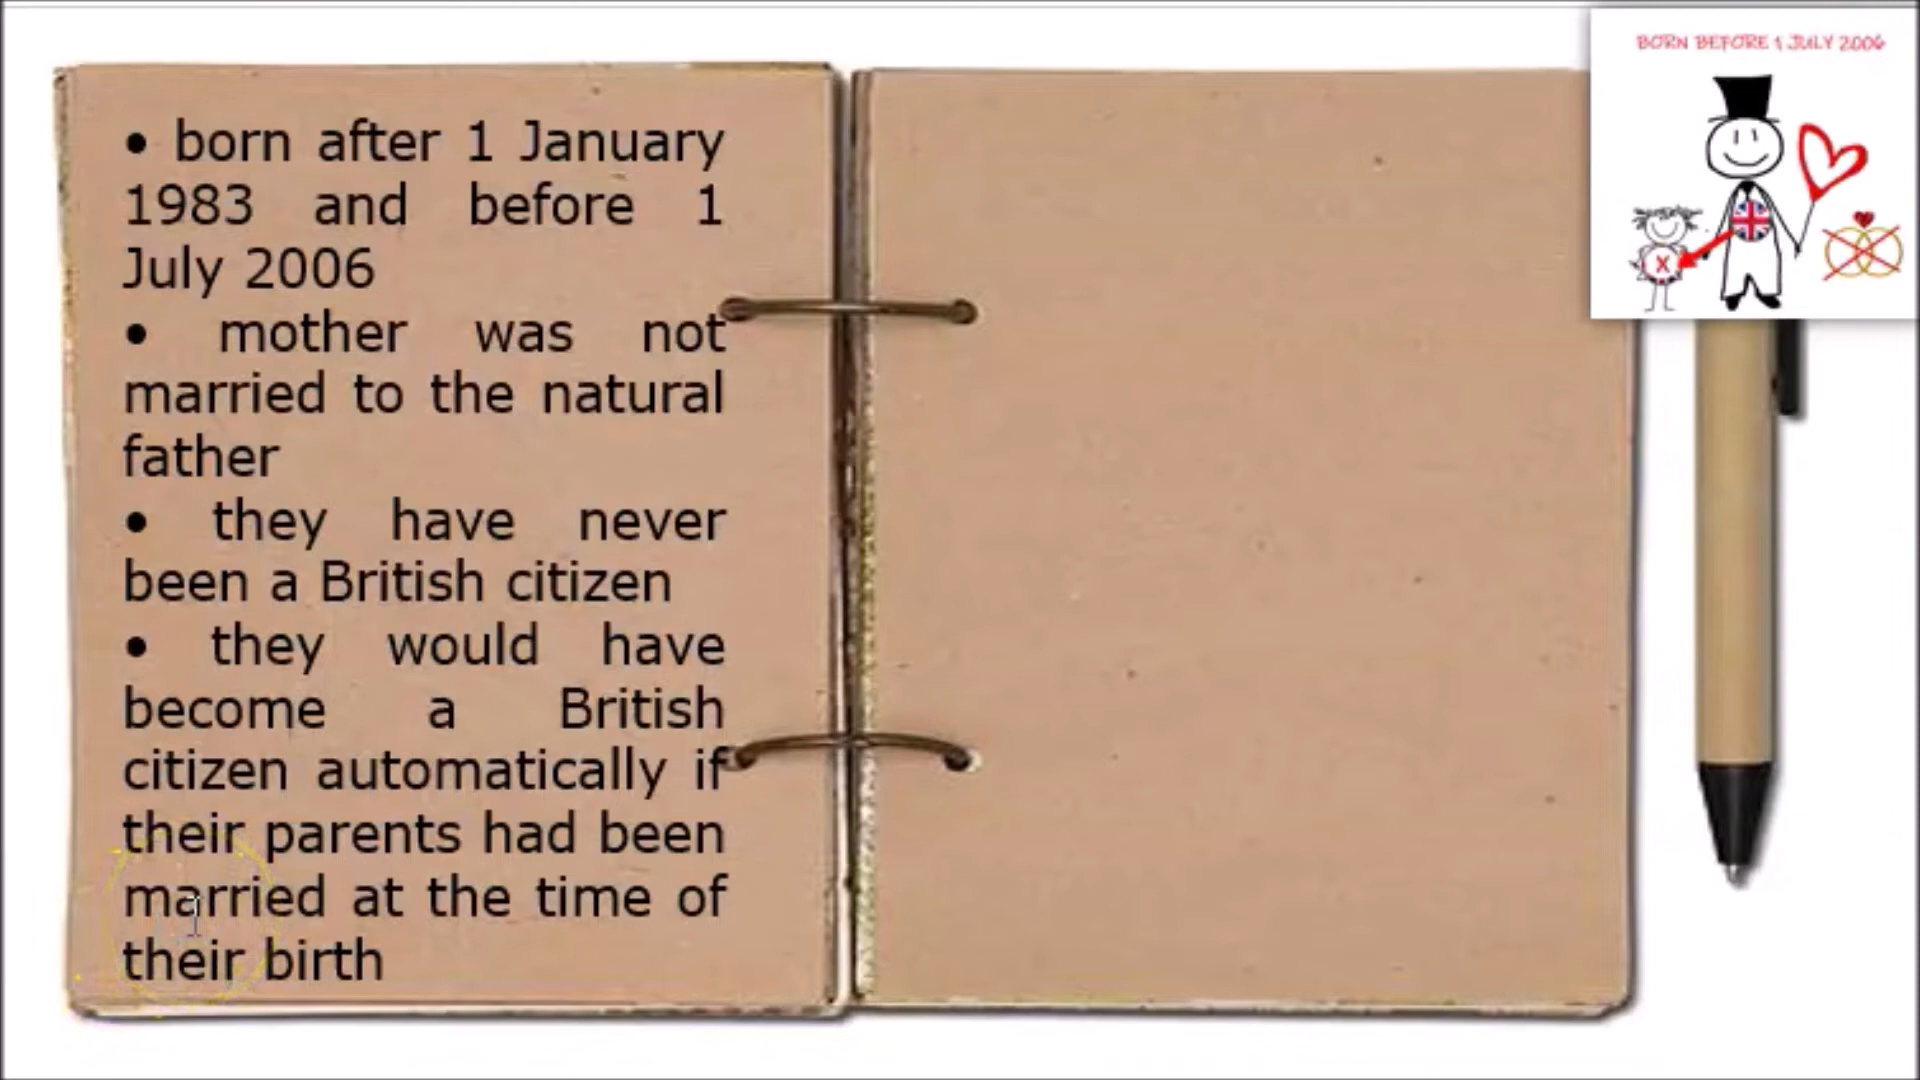 • born after 1 January
1983 and before 1
July 2006
• mother was not
married to the natural
father
• they have never
been a British citizen
• they would have
become a British
citizen automatically if
their parents had been
married at the time of
their birth
BORN BEFORE 1 JULY 2006
X